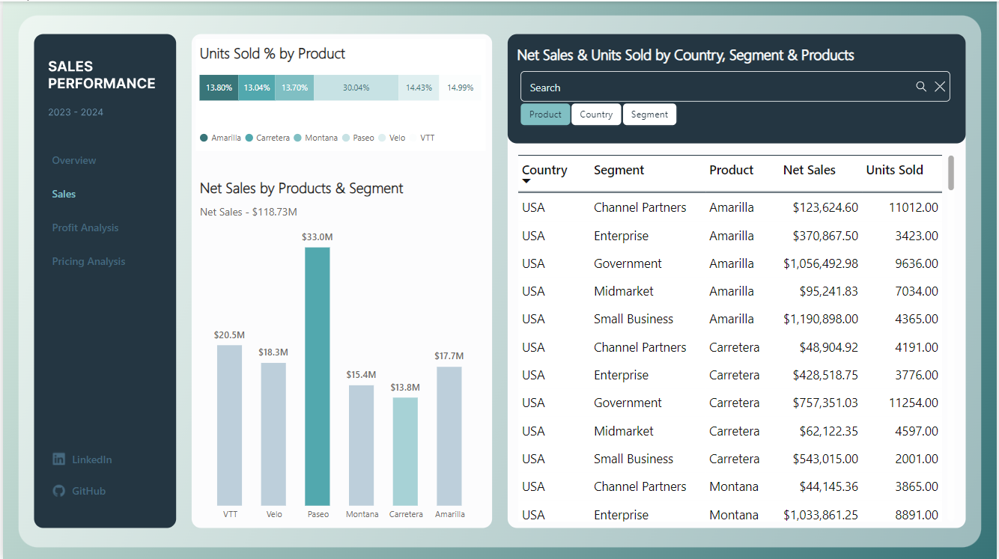 SALES
PERFORMANCE
2023 - 2024
Overview
Sales
Profit Analysis
Pricing Analysis
LinkedIn
GitHub
Units Sold % by Product
13.80% 13.04% 13.70% 30.04% 14.43% 14.99%
Amarilla Carretera Montana Paseo Velo VTT
Net Sales by Products & Segment
Net Sales - $118.73M
$33.0M
$20.5M
$18.3M
$17.7M
$15.4M
$13.8M
VTT Velo Paseo Montana Carretera Amarilla
Net Sales & Units Sold by Country, Segment & Products
Search
Product Country Segment
Country Segment Product Net Sales Units Sold
USA Channel Partners Amarilla $123,624.60 11012.00
USA Enterprise Amarilla $370,867.50 3423.00
USA Government Amarilla $1,056,492.98 9636.00
USA Midmarket Amarilla $95,241.83 7034.00
USA Small Business Amarilla $1,190,898.00 4365.00
USA Channel Partners Carretera $48,904.92 4191.00
USA Enterprise Carretera $428,518.75 3776.00
USA Government Carretera $757,351.03 11254.00
USA Midmarket Carretera $62,122.35 4597.00
USA Small Business Carretera $543,015.00 2001.00
USA Channel Partners Montana $44,145.36 3865.00
USA Enterprise Montana $1,033,861.25 8891.00